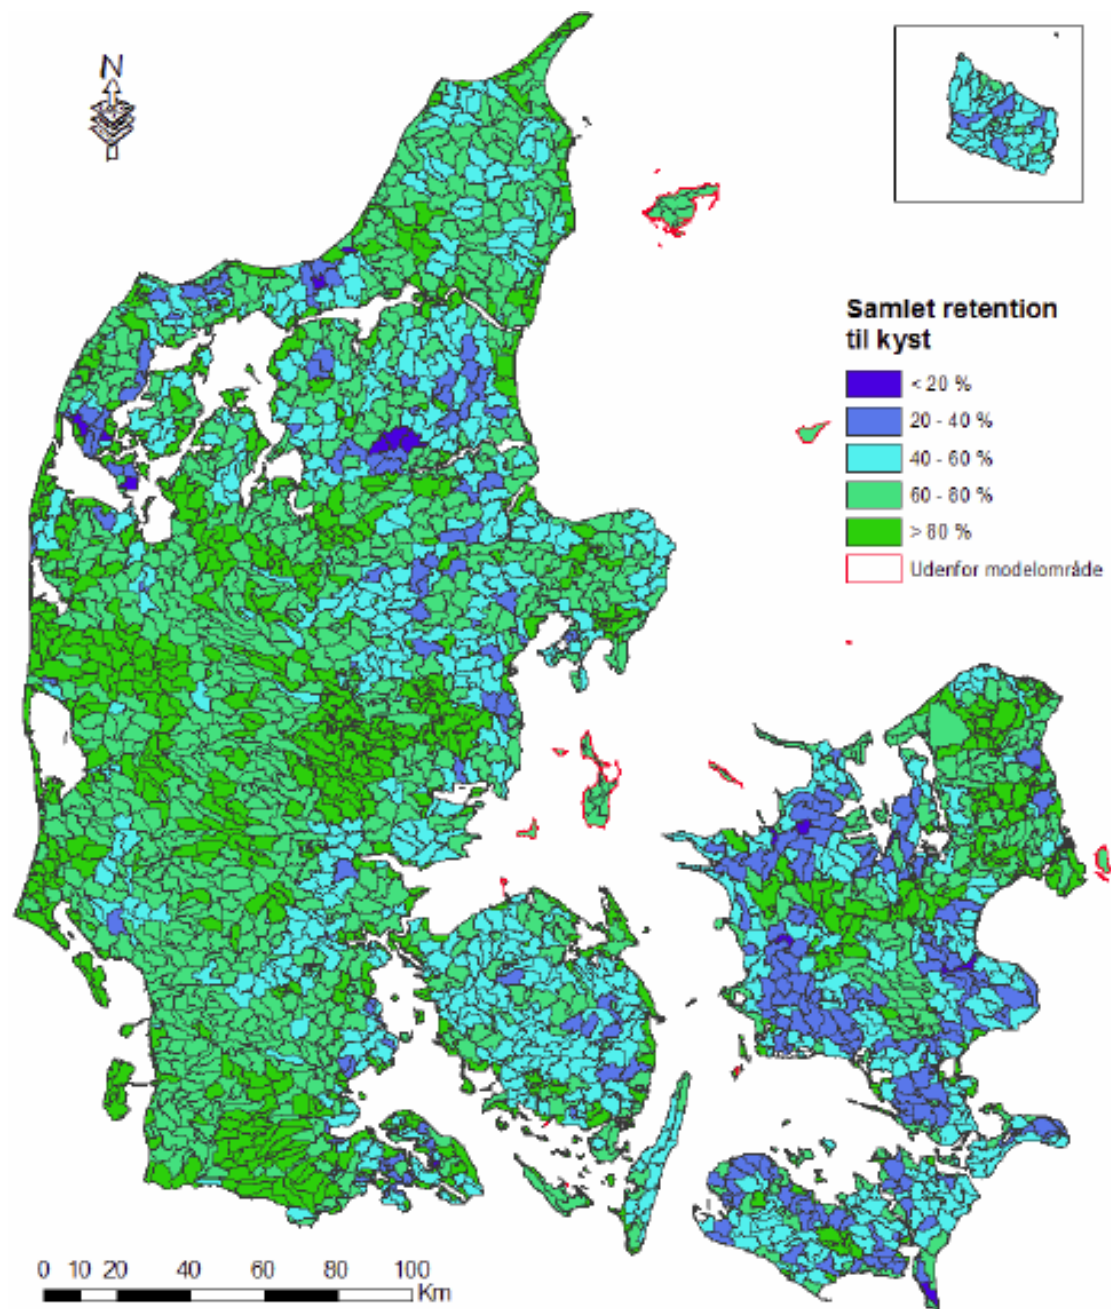 N
Samlet retention
til kyst
< 20 %
20 - 40 %
40 - 60 %
60 - 80 %
> 80 %
Udenfor modelområde
0 10 20 40 60 80 100
Km